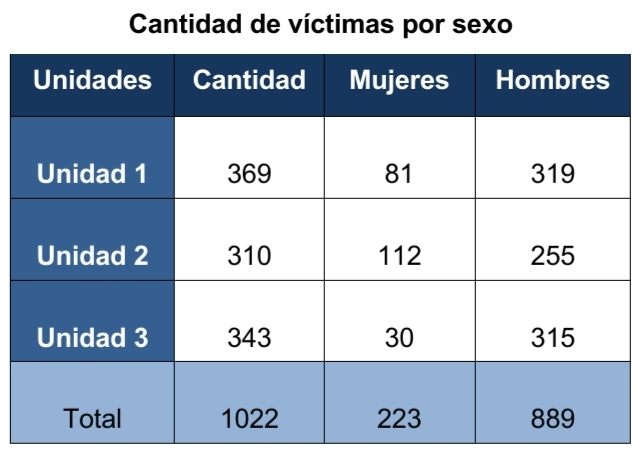 Cantidad de víctimas por sexo
Unidades Cantidad Mujeres Hombres
Unidad 1 369 81 319
Unidad 2 310 112 255
Unidad 3 343 30 315
Total 1022 223 889